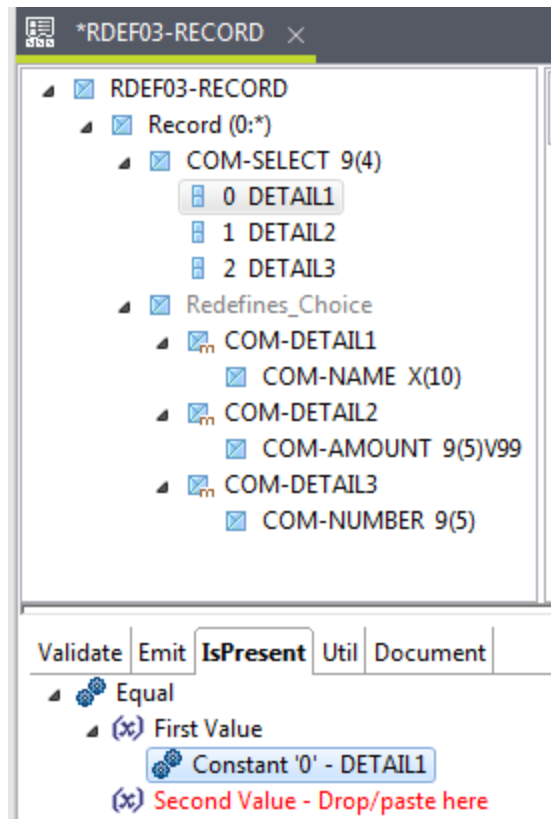 *RDEF03-RECORD
RDEF03-RECORD
Record (0:*)
COM-SELECT 9(4)
0 DETAIL1
1 DETAIL2
2 DETAIL3
Redefines_Choice
COM-DETAIL1
COM-NAME X(10)
COM-DETAIL2
COM-AMOUNT 9(5)V99
COM-DETAIL3
COM-NUMBER 9(5)
Validate Emit IsPresent Util Document
Equal
(x) First Value
Constant '0' - DETAIL1
(x) Second Value - Drop/paste here